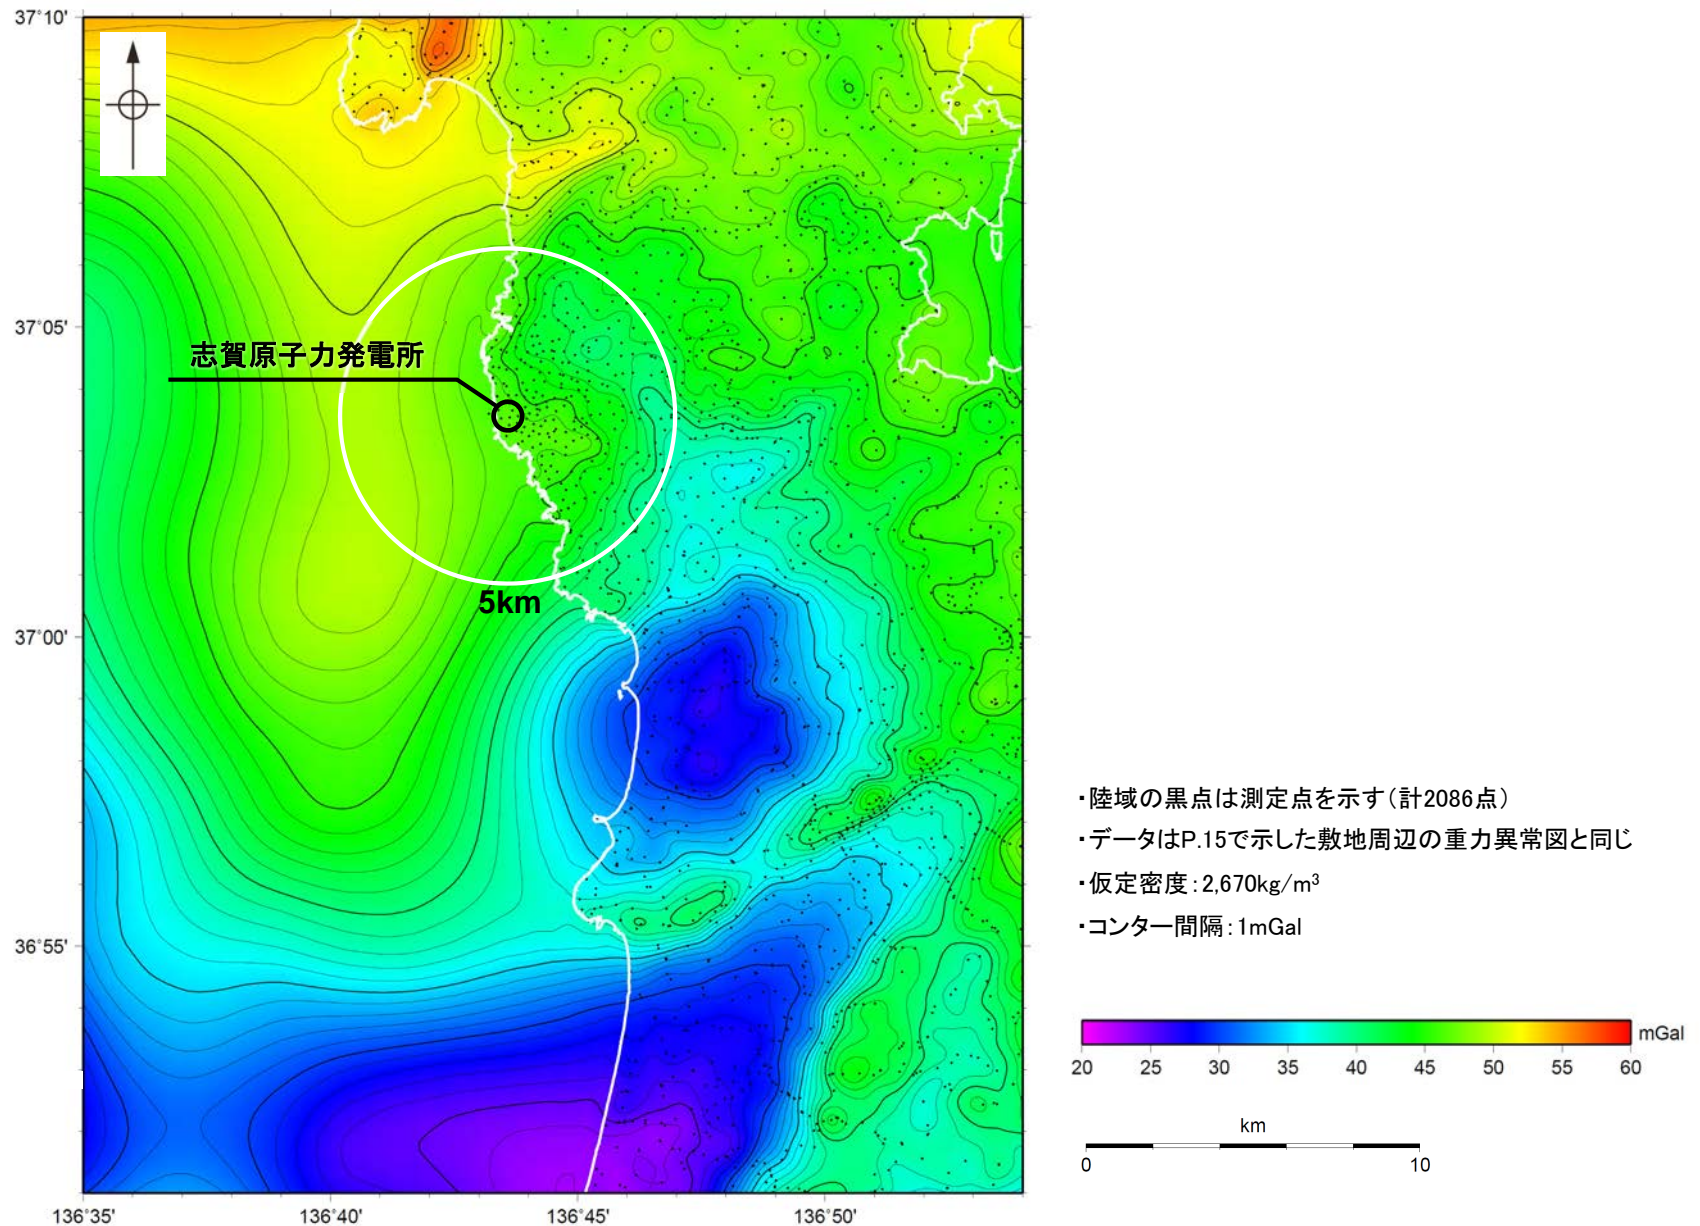 37°10'
37°05'
志賀原子力発電所
5km
37°00'
・陸域の黒点は測定点を示す（計2086点）
・データはP.15で示した敷地周辺の重力異常図と同じ
・仮定密度：2,670kg/m³
・コンター間隔：1mGal
36°55'
mGal
20 25 30 35 40 45 50 55 60
km
0 10
136°35' 136°40' 136°45' 136°50'